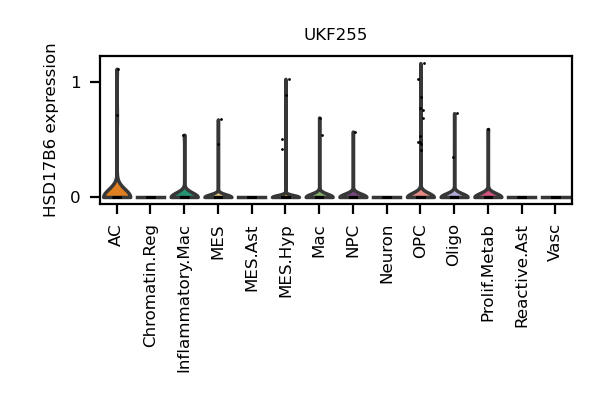 UKF255
HSD17B6 expression
1
0
AC
Chromatin.Reg
Inflammatory.Mac
MES
MES.Ast
MES.Hyp
Mac
NPC
Neuron
OPC
Oligo
Prolif.Metab
Reactive.Ast
Vasc